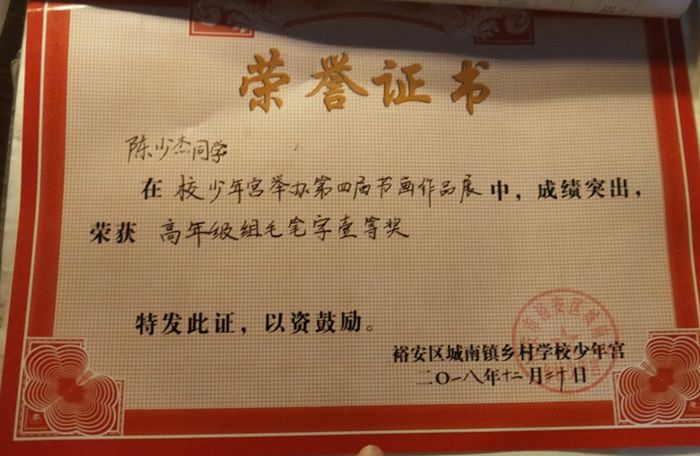 荣誉证书
陈少杰同学
在 校少年宫举办第四届书画作品展 中，成绩突出，
荣获 高年级组毛笔字壹等奖
特发此证，以资鼓励。
裕安区城南镇乡村学校少年宫
二〇一八年十二月二十日